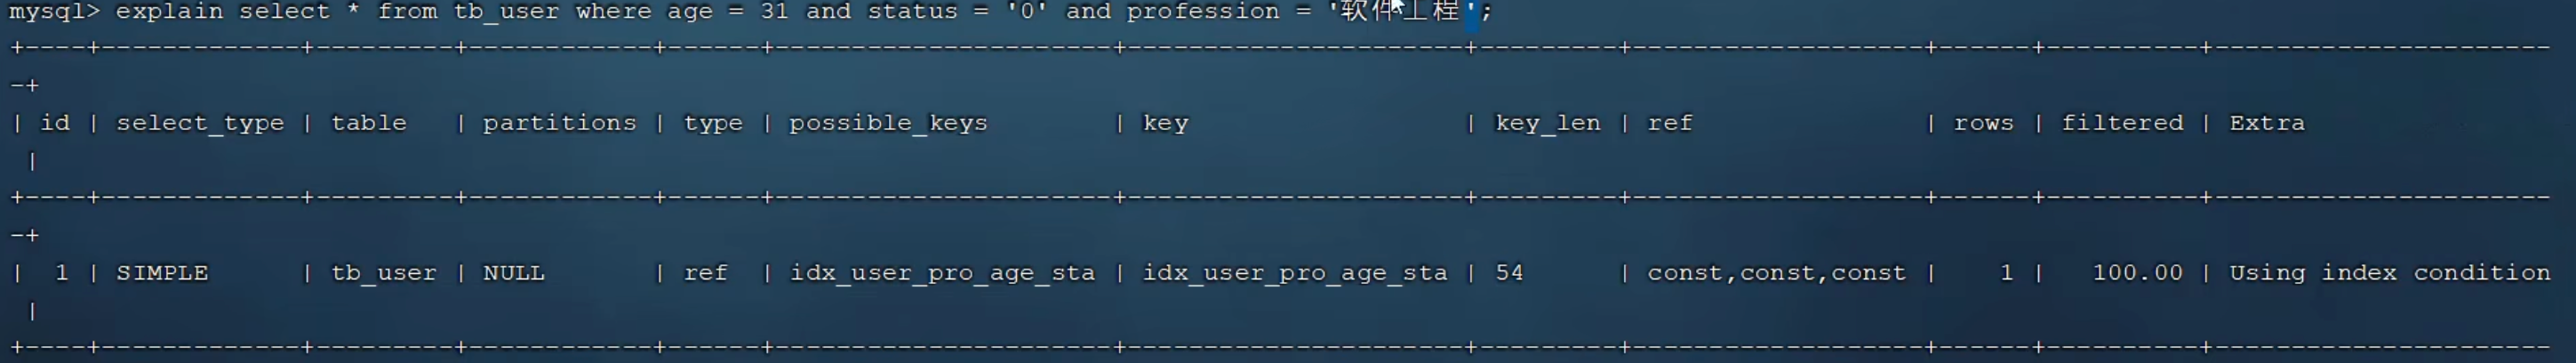 mysql> explain select * from tb_user where age = 31 and status = '0' and profession = '软件工程';
+----+-------------+---------+------------+------+----------------------+----------------------+---------+-------------------+------+----------+----------------------
-+
| id | select_type | table   | partitions | type | possible_keys        | key                  | key_len | ref               | rows | filtered | Extra
 |
+----+-------------+---------+------------+------+----------------------+----------------------+---------+-------------------+------+----------+----------------------
-+
|  1 | SIMPLE      | tb_user | NULL       | ref  | idx_user_pro_age_sta | idx_user_pro_age_sta | 54      | const,const,const |    1 |   100.00 | Using index condition
 |
+----+-------------+---------+------------+------+----------------------+----------------------+---------+-------------------+------+----------+----------------------